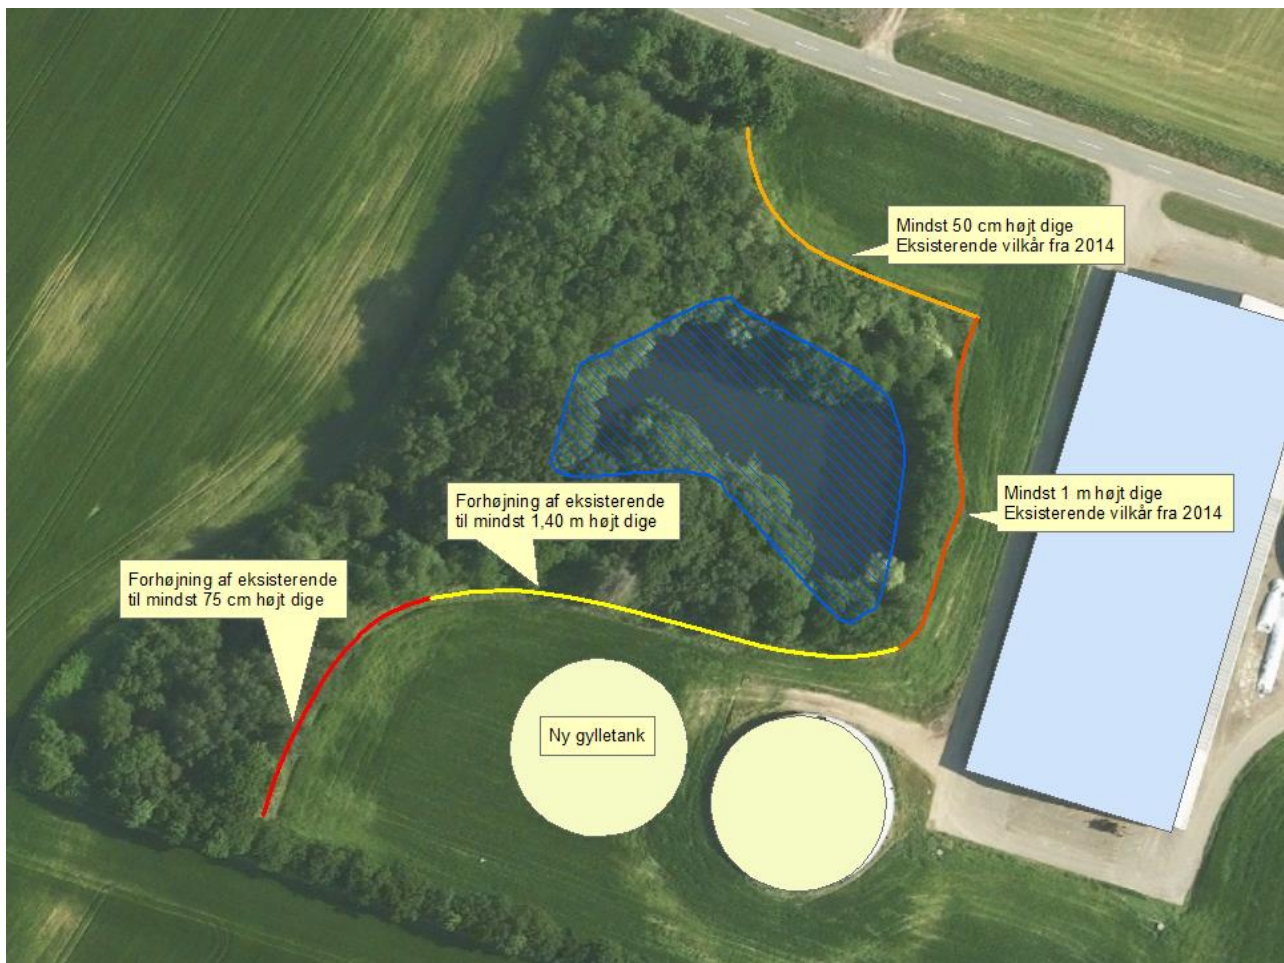 Mindst 50 cm højt dige
Eksisterende vilkår fra 2014
Mindst 1 m højt dige
Eksisterende vilkår fra 2014
Forhøjning af eksisterende
til mindst 1,40 m højt dige
Forhøjning af eksisterende
til mindst 75 cm højt dige
Ny gylletank